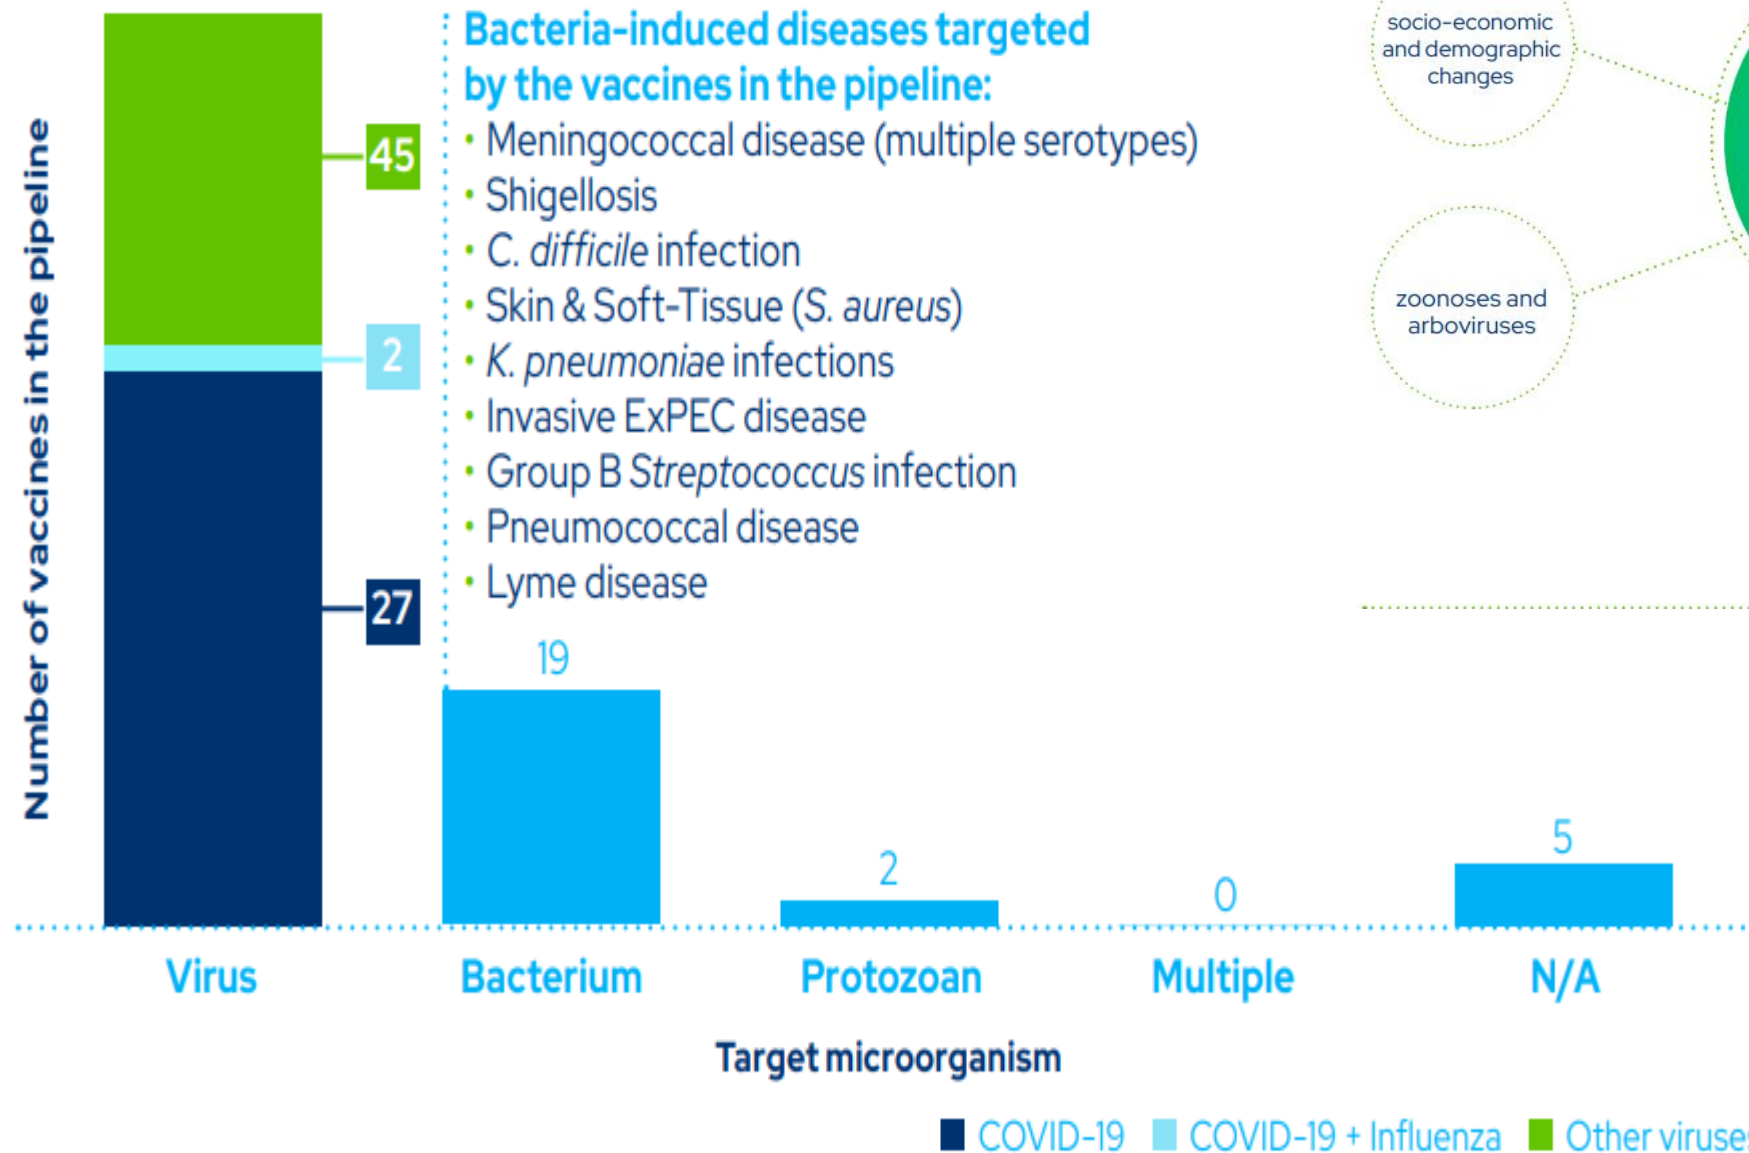 Number of vaccines in the pipeline
45
2
27
Bacteria-induced diseases targeted
by the vaccines in the pipeline:
• Meningococcal disease (multiple serotypes)
• Shigellosis
• C. difficile infection
• Skin & Soft-Tissue (S. aureus)
• K. pneumoniae infections
• Invasive ExPEC disease
• Group B Streptococcus infection
• Pneumococcal disease
• Lyme disease
19
2
0
5
Virus
Bacterium
Protozoan
Multiple
N/A
Target microorganism
COVID-19
COVID-19 + Influenza
Other viruses
socio-economic
and demographic
changes
zoonoses and
arboviruses